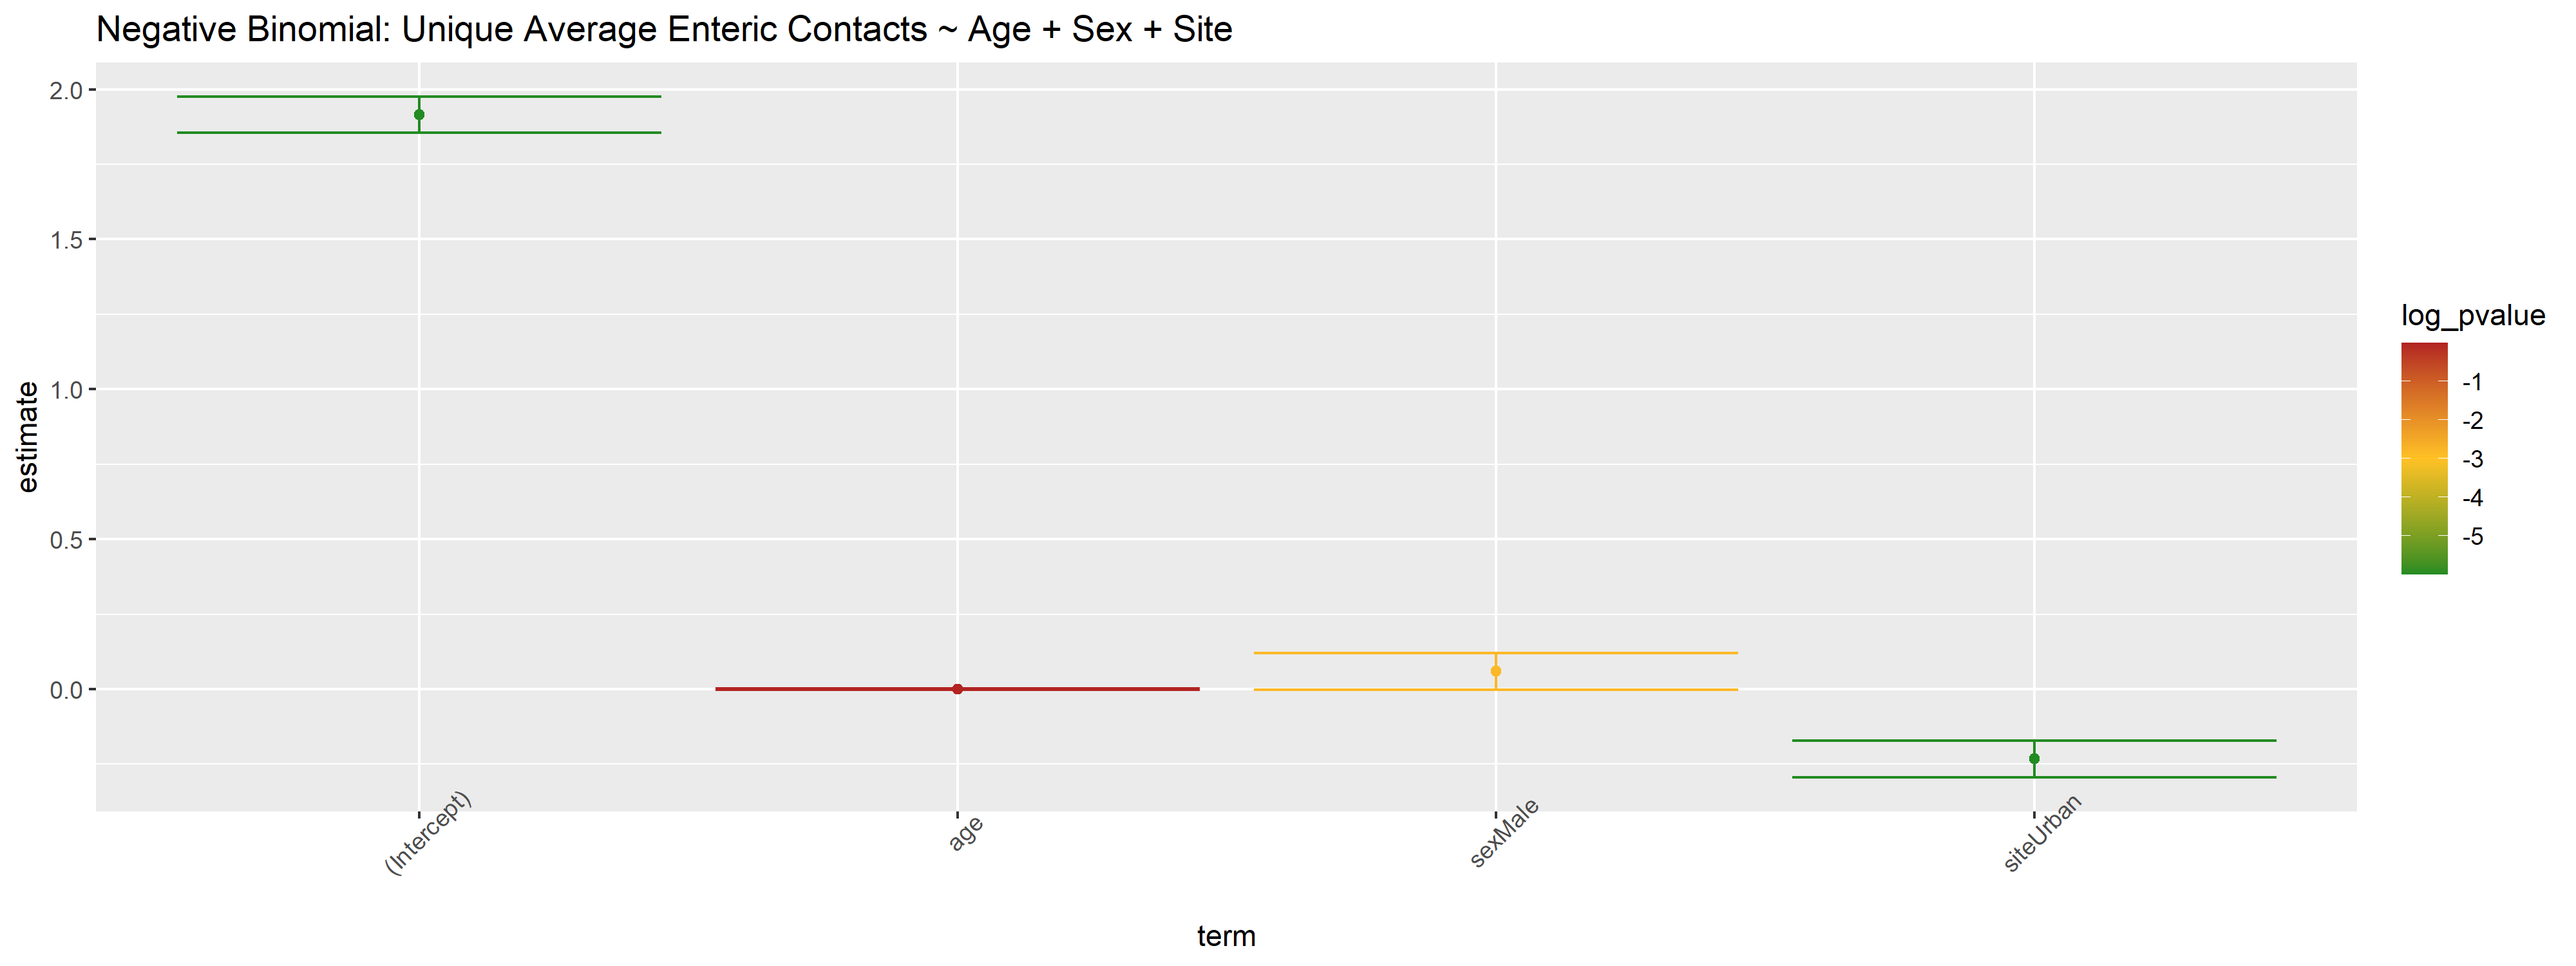 Negative Binomial: Unique Average Enteric Contacts ~ Age + Sex + Site
2.0
1.5
1.0
0.5
0.0
estimate
(Intercept)
age
sexMale
siteUrban
term
log_pvalue
-1
-2
-3
-4
-5